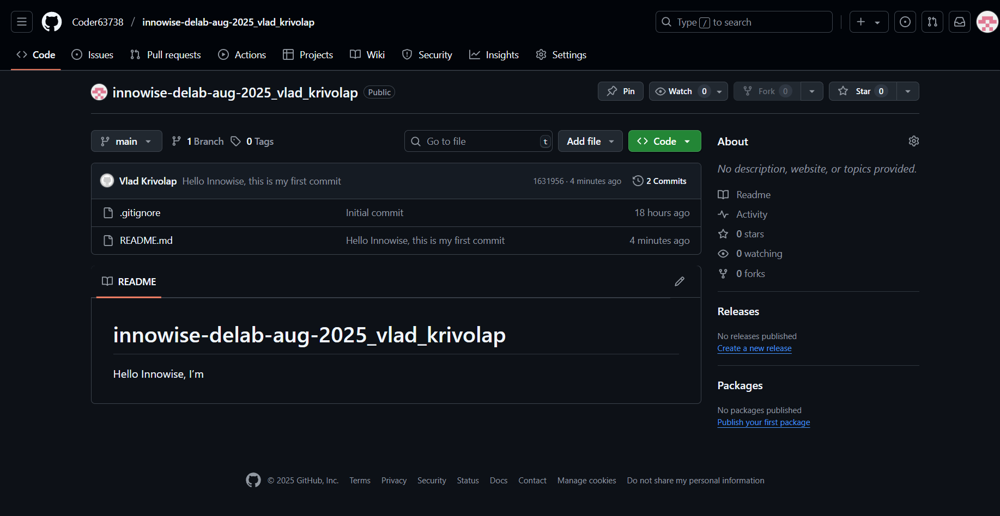 Coder63738 / innowise-delab-aug-2025_vlad_krivolap
Type / to search
Code Issues Pull requests Actions Projects Wiki Security Insights Settings
innowise-delab-aug-2025_vlad_krivolap Public
Pin Watch 0 Fork 0 Star 0
main 1 Branch 0 Tags
Go to file t Add file Code
Vlad Krivolap Hello Innowise, this is my first commit 1631956 · 4 minutes ago 2 Commits
.gitignore Initial commit 18 hours ago
README.md Hello Innowise, this is my first commit 4 minutes ago
README
innowise-delab-aug-2025_vlad_krivolap
Hello Innowise, I’m
About
No description, website, or topics provided.
Readme
Activity
0 stars
0 watching
0 forks
Releases
No releases published
Create a new release
Packages
No packages published
Publish your first package
© 2025 GitHub, Inc. Terms Privacy Security Status Docs Contact Manage cookies Do not share my personal information